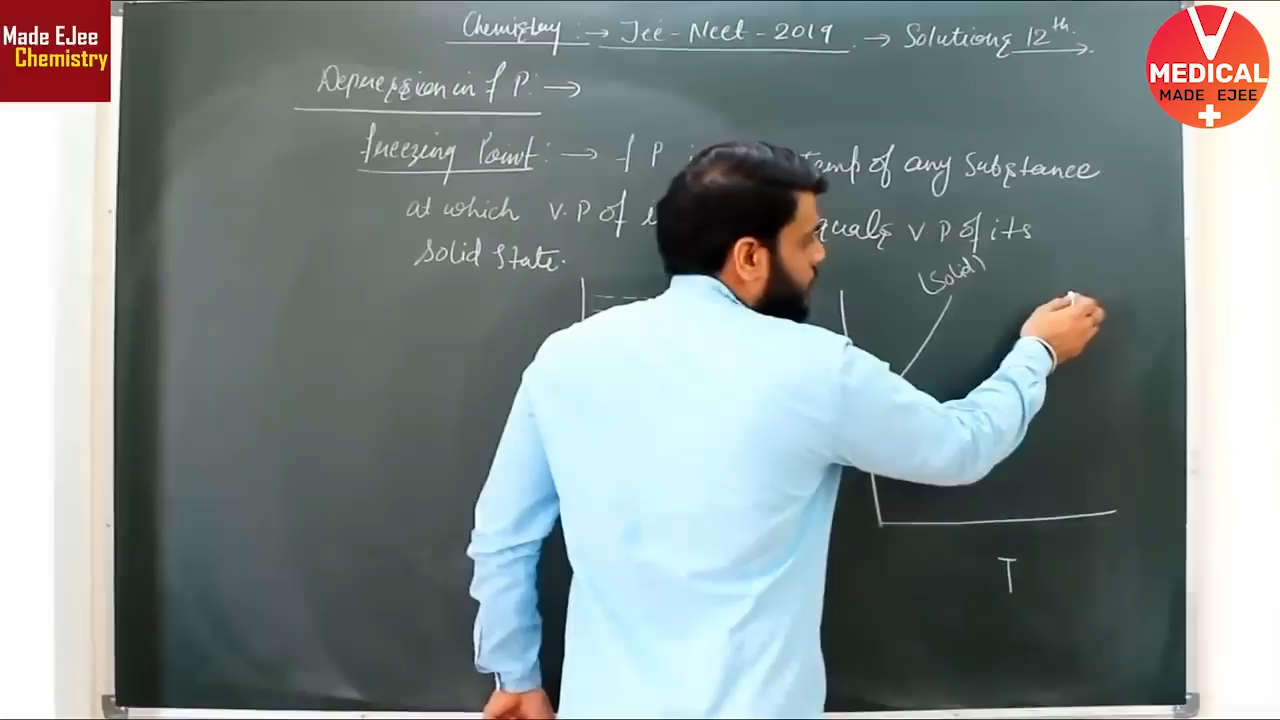 Made EJee
Chemistry
Chemistry :→ Jee-Neet-2019 → Solutions 12th
V
MEDICAL
MADE EJEE
Depression in f P: →
freezing Point: → f P temp of any Substance
at which V.P of equals V P of its
Solid State.
(Solid)
T